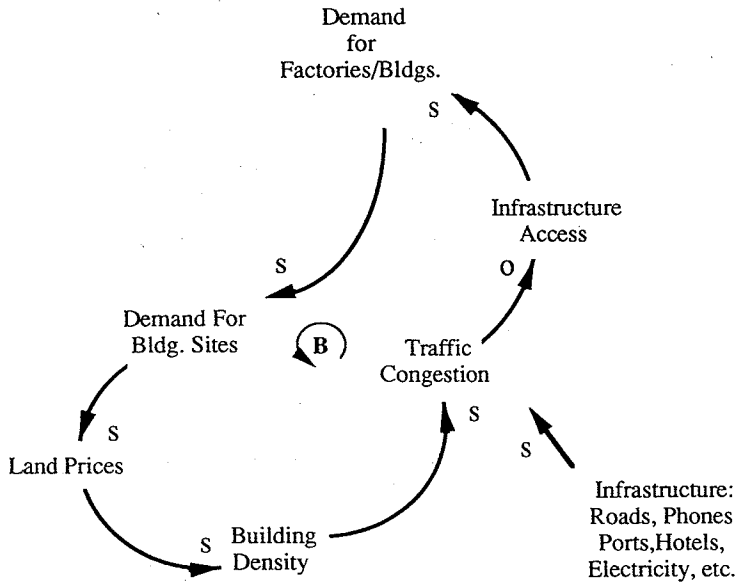 Demand
for
Factories/Bldgs.
S
Infrastructure
Access
O
S
Demand For
Bldg. Sites
B
Traffic
Congestion
S
S
Land Prices
S
Infrastructure:
Roads, Phones
Ports,Hotels,
Electricity, etc.
S
Building
Density